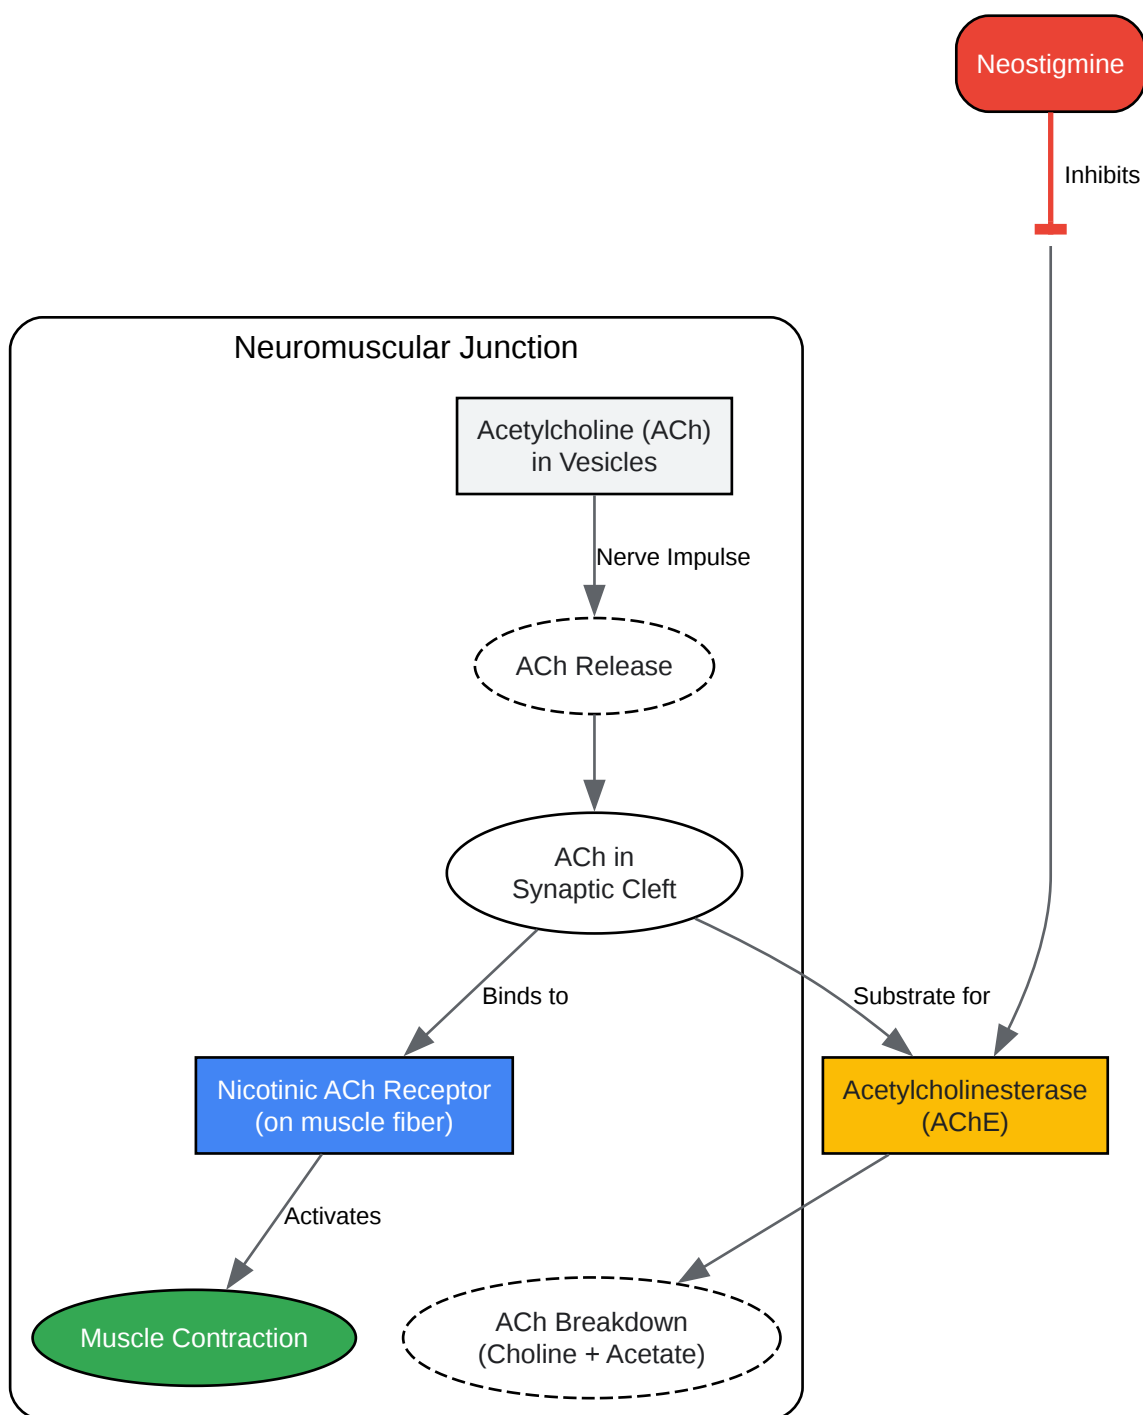 Neostigmine
Inhibits
Neuromuscular Junction
Acetylcholine (ACh)
in Vesicles
Nerve Impulse
ACh Release
ACh in
Synaptic Cleft
Binds to
Substrate for
Nicotinic ACh Receptor
(on muscle fiber)
Acetylcholinesterase
(AChE)
Activates
Muscle Contraction
ACh Breakdown
(Choline + Acetate)